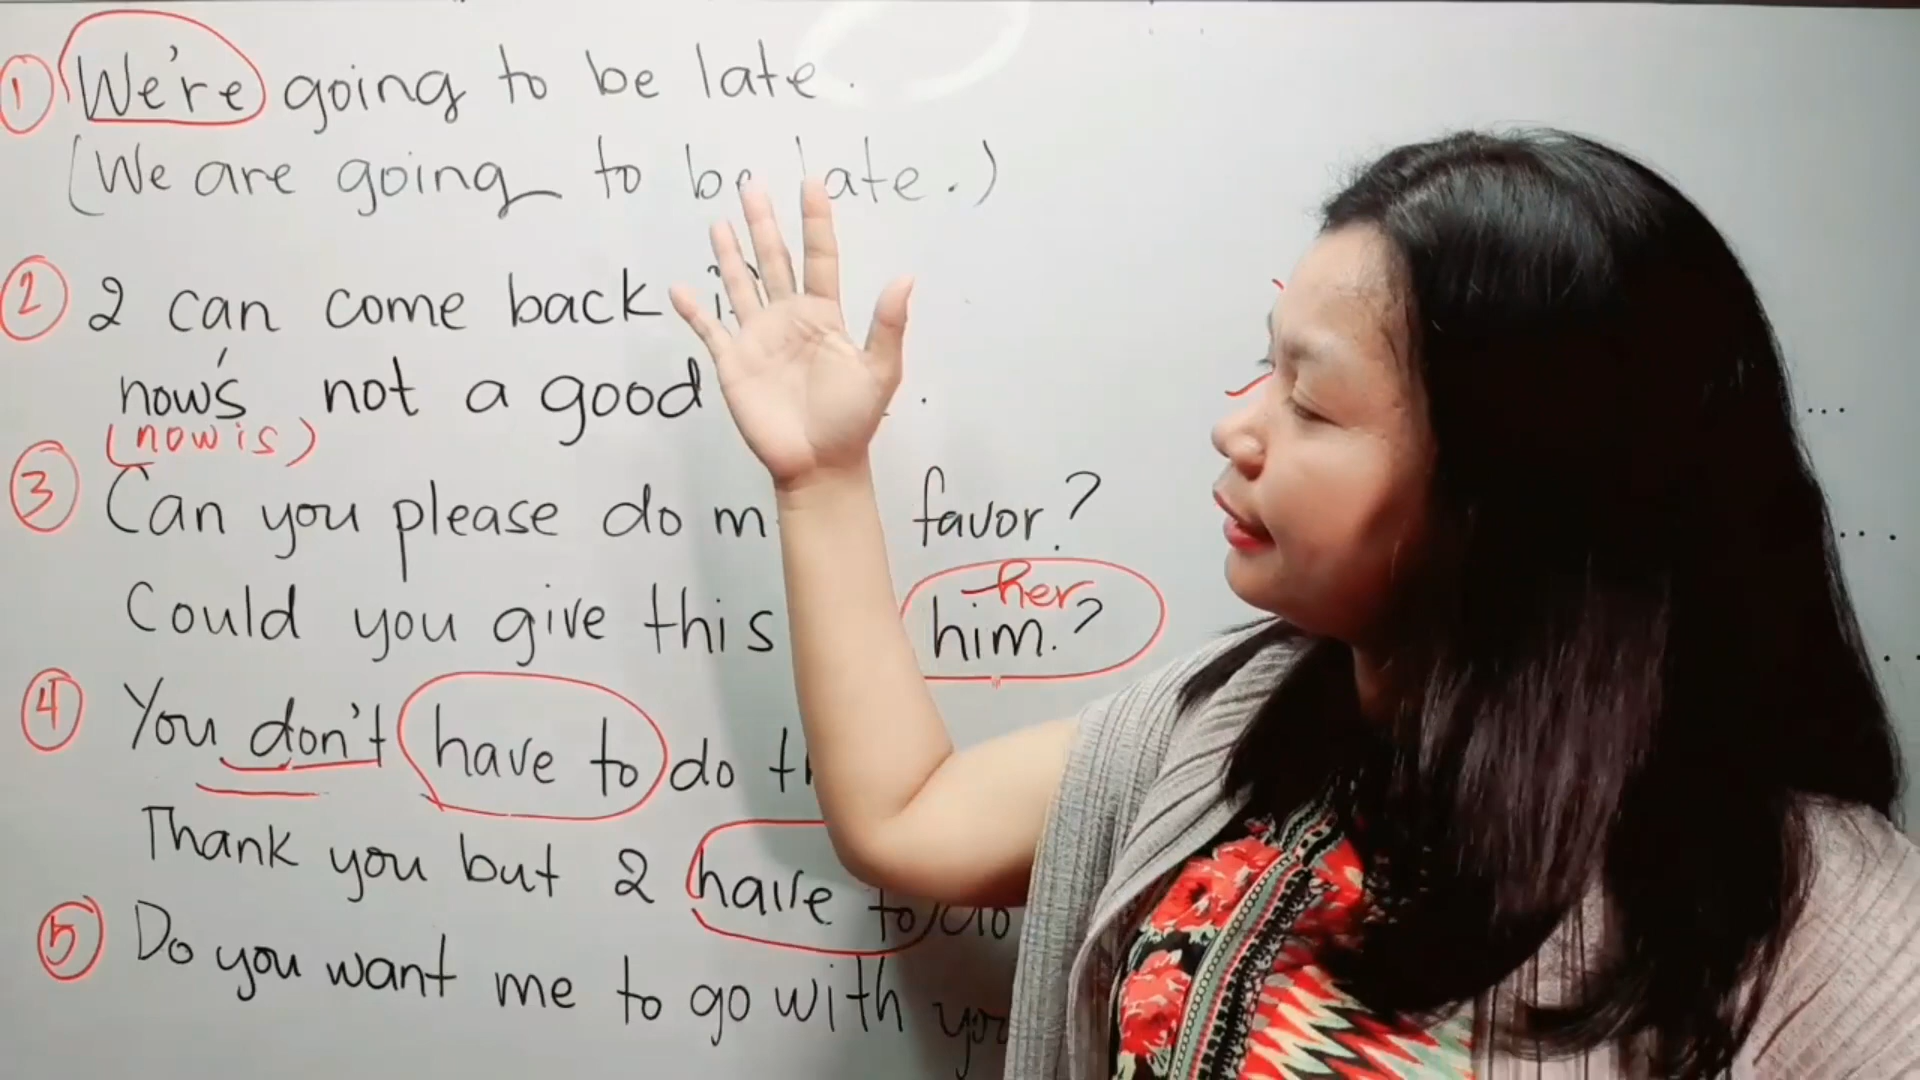 ① We're going to be late.
(We are going to be late.)
② I can come back
now's not a good
(now is)
③ Can you please do favor?
her
Could you give this him.?
④ You don't have to do
Thank you but I have to do
⑤ Do you want me to go with